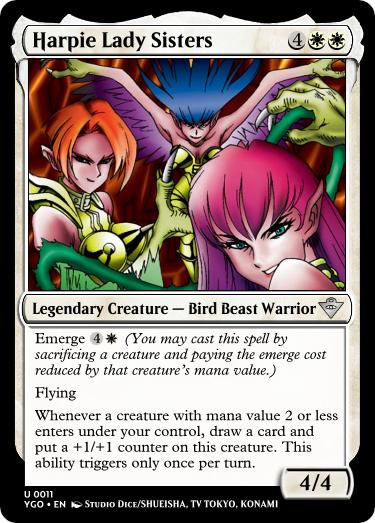 Harpie Lady Sisters 4
Legendary Creature — Bird Beast Warrior
Emerge 4 (You may cast this spell by
sacrificing a creature and paying the emerge cost
reduced by that creature's mana value.)
Flying
Whenever a creature with mana value 2 or less
enters under your control, draw a card and
put a +1/+1 counter on this creature. This
ability triggers only once per turn.
4/4
U 0011
YGO • EN Studio Dice/SHUEISHA, TV TOKYO, KONAMI